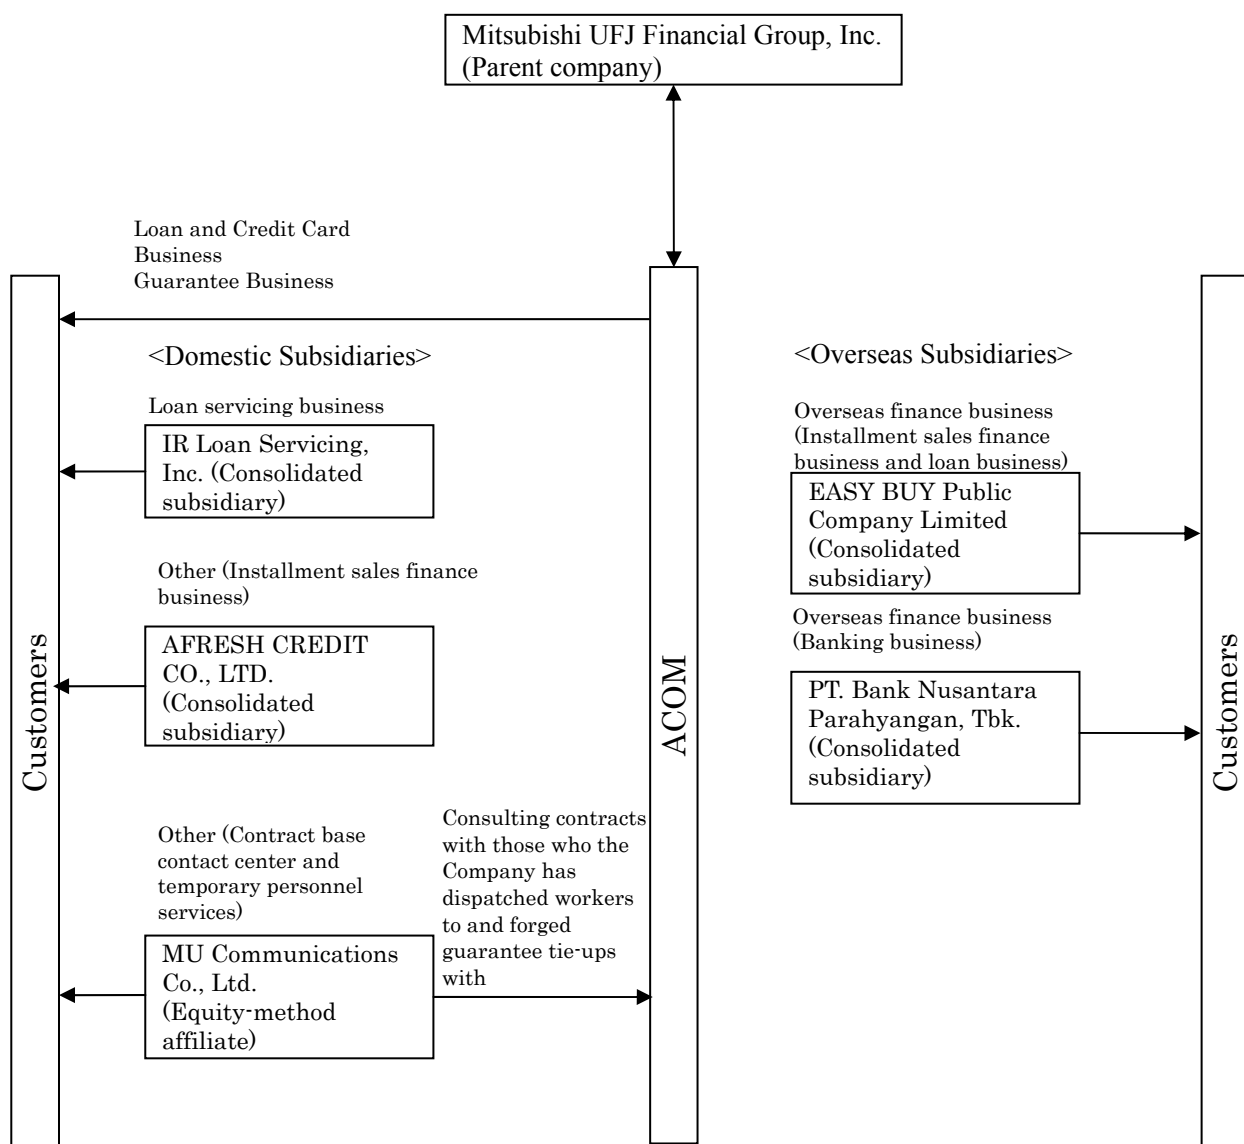 Mitsubishi UFJ Financial Group, Inc.
(Parent company)
Loan and Credit Card
Business
Guarantee Business
<Domestic Subsidiaries>
Loan servicing business
IR Loan Servicing,
Inc. (Consolidated
subsidiary)
Other (Installment sales finance
business)
AFRESH CREDIT
CO., LTD.
(Consolidated
subsidiary)
Other (Contract base
contact center and
temporary personnel
services)
MU Communications
Co., Ltd.
(Equity-method
affiliate)
Consulting contracts
with those who the
Company has
dispatched workers
to and forged
guarantee tie-ups
with
Customers
ACOM
<Overseas Subsidiaries>
Overseas finance business
(Installment sales finance
business and loan business)
EASY BUY Public
Company Limited
(Consolidated
subsidiary)
Overseas finance business
(Banking business)
PT. Bank Nusantara
Parahyangan, Tbk.
(Consolidated
subsidiary)
Customers